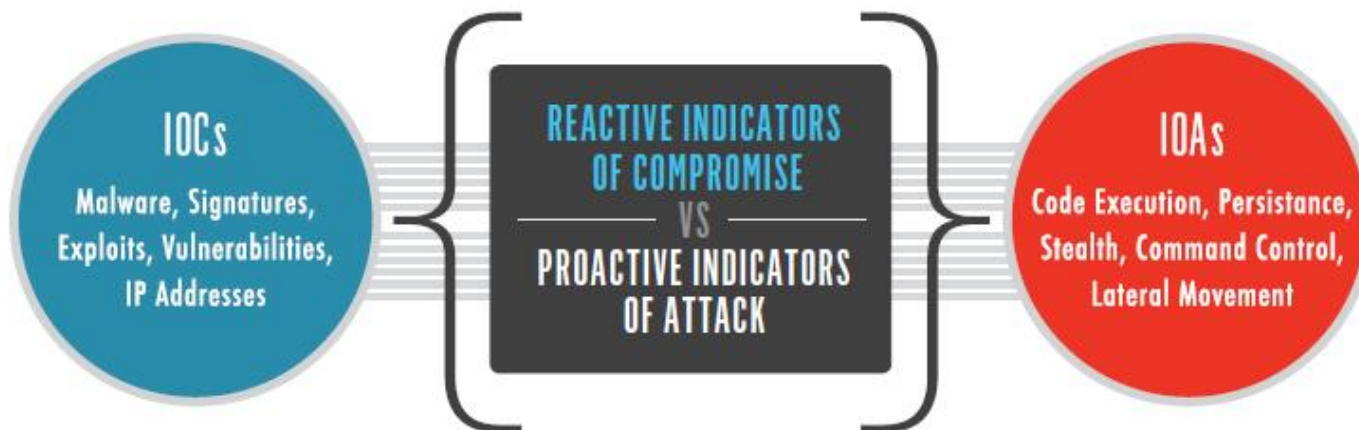 IOCs
Malware, Signatures,
Exploits, Vulnerabilities,
IP Addresses
REACTIVE INDICATORS
OF COMPROMISE
VS
PROACTIVE INDICATORS
OF ATTACK
IOAs
Code Execution, Persistance,
Stealth, Command Control,
Lateral Movement